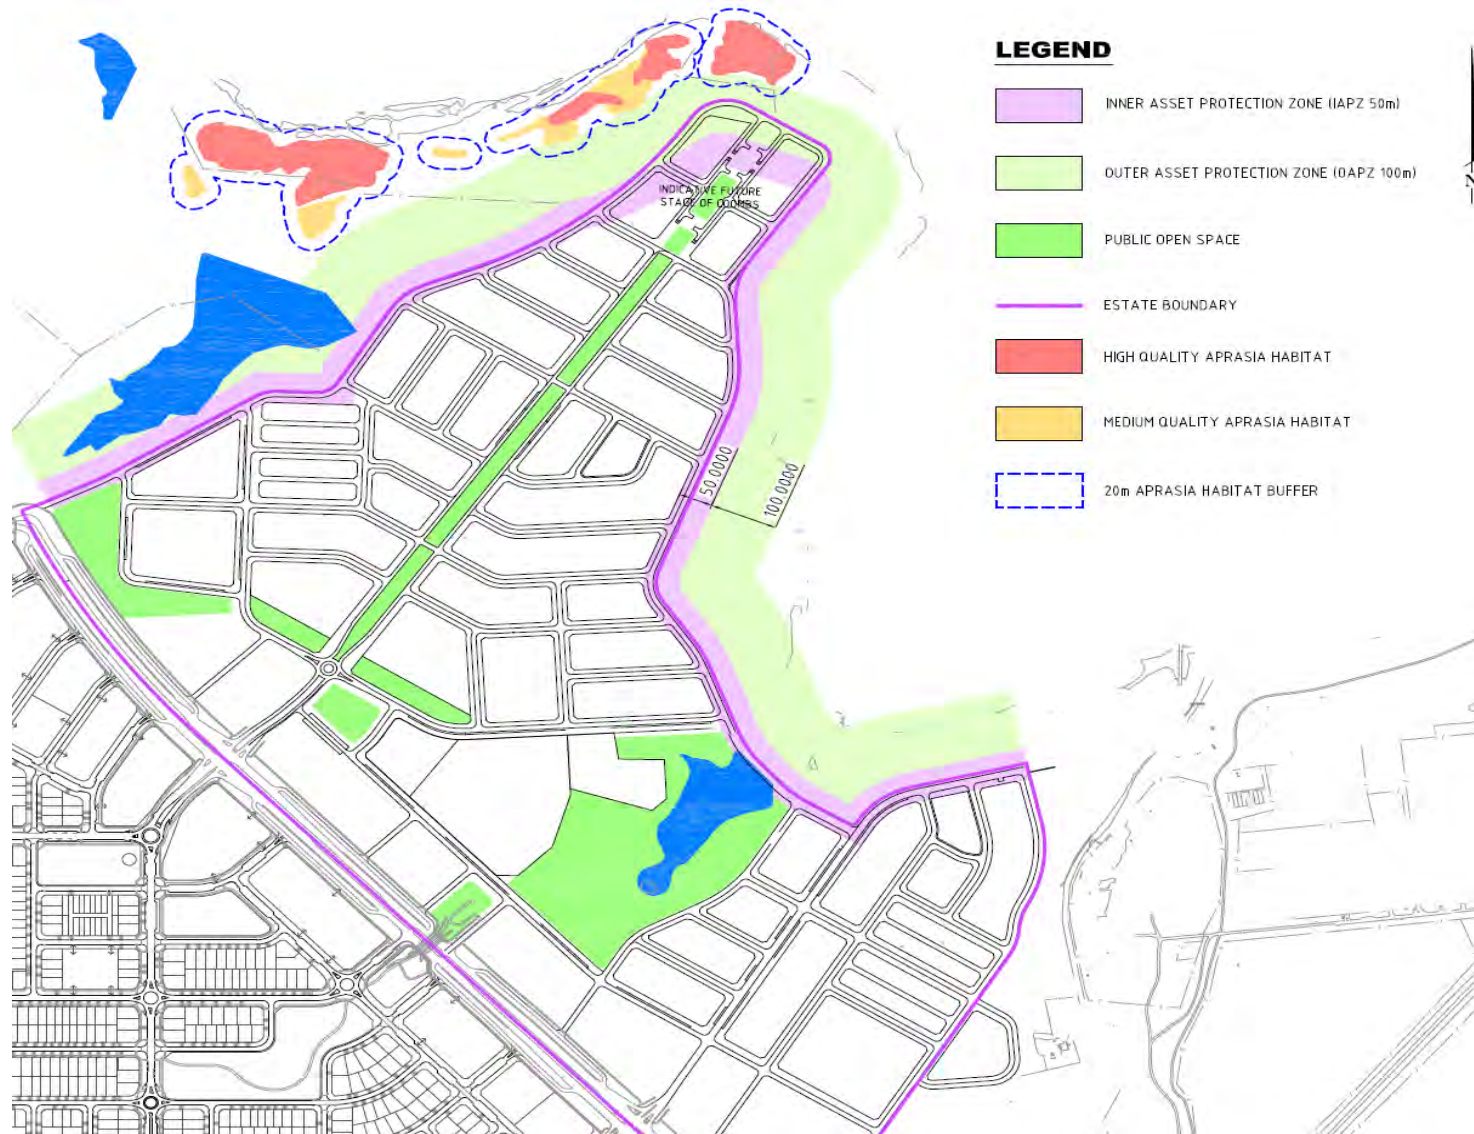 LEGEND
INNER ASSET PROTECTION ZONE (IAPZ 50m)
OUTER ASSET PROTECTION ZONE (OAPZ 100m)
PUBLIC OPEN SPACE
ESTATE BOUNDARY
HIGH QUALITY APRASIA HABITAT
MEDIUM QUALITY APRASIA HABITAT
20m APRASIA HABITAT BUFFER
N
INDICATIVE FUTURE
STAGE OF COOMBS
50.0000
100.0000